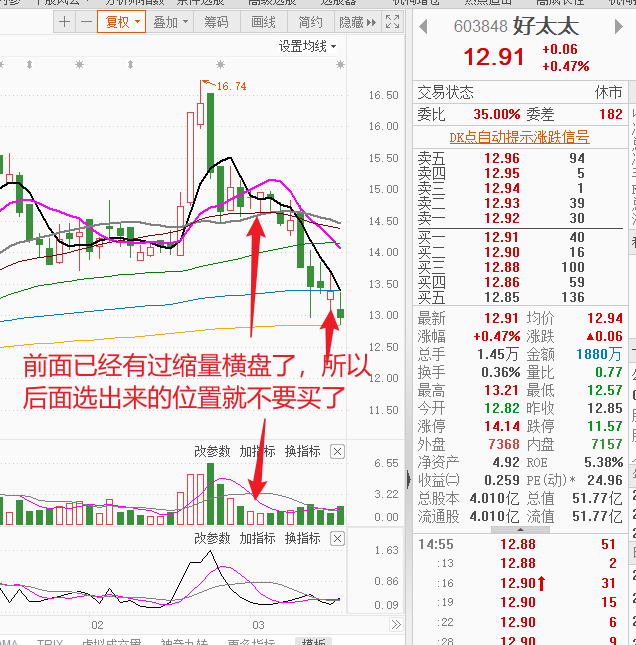 复权 叠加 筹码 画线 简约 隐藏
设置均线
16.74
16.50
16.00
15.50
15.00
14.50
14.00
13.50
13.00
12.50
12.00
11.50
前面已经有过缩量横盘了，所以
后面选出来的位置就不要买了
改参数 加指标 换指标
6.55
3.22
0.00
改参数 加指标 换指标
1.63
0.86
0.09
02 03
603848 好太太
12.91 +0.06
+0.47%
交易状态 休市
委比 35.00% 委差 182
DK点自动提示涨跌信号
卖五 12.96 94
卖四 12.95 5
卖三 12.94 1
卖二 12.93 39
卖一 12.92 30
买一 12.91 40
买二 12.90 16
买三 12.88 100
买四 12.86 59
买五 12.85 136
最新 12.91 均价 12.94
涨幅 +0.47% 涨跌 ▲0.06
总手 1.45万 金额 1880万
换手 0.36% 量比 0.77
最高 13.21 最低 12.57
今开 12.82 昨收 12.85
涨停 14.14 跌停 11.57
外盘 7368 内盘 7157
净资产 4.92 ROE 5.38%
收益㈡ 0.259 PE(动)* 24.96
总股本 4.010亿 总值 51.77亿
流通股 4.010亿 流值 51.77亿
14:55 12.88 51
:13 12.88 2
:16 12.90 31
:19 12.90 15
:22 12.90 6
:28 12.90 9